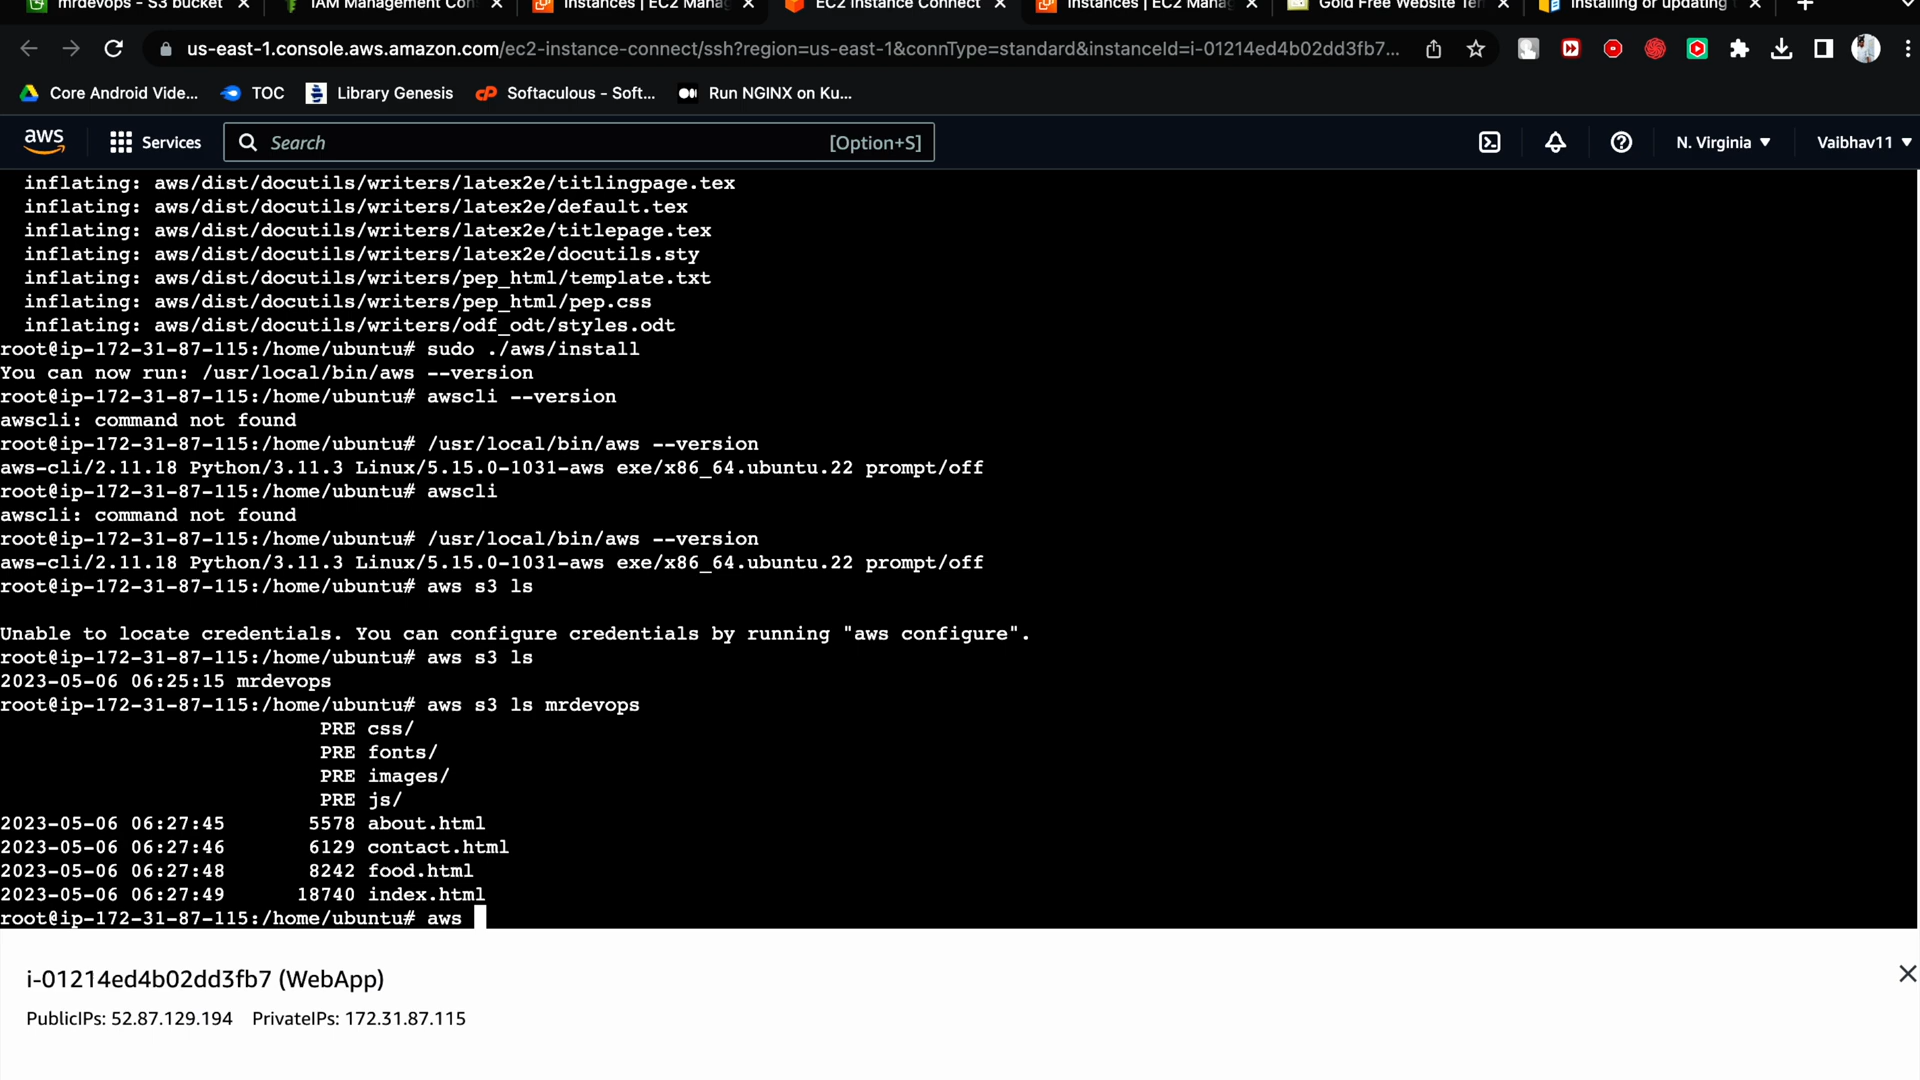 mrdevops - S3 bucket
IAM Management Con
Instances | EC2 Manag
EC2 Instance Connect
Instances | EC2 Manag
Gold Free Website Tem
Installing or updating
us-east-1.console.aws.amazon.com/ec2-instance-connect/ssh?region=us-east-1&connType=standard&instanceId=i-01214ed4b02dd3fb7...
Core Android Vide...
TOC
Library Genesis
Softaculous - Soft...
Run NGINX on Ku...
aws
Services
Search
[Option+S]
N. Virginia
Vaibhav11
inflating: aws/dist/docutils/writers/latex2e/titlingpage.tex
inflating: aws/dist/docutils/writers/latex2e/default.tex
inflating: aws/dist/docutils/writers/latex2e/titlepage.tex
inflating: aws/dist/docutils/writers/latex2e/docutils.sty
inflating: aws/dist/docutils/writers/pep_html/template.txt
inflating: aws/dist/docutils/writers/pep_html/pep.css
inflating: aws/dist/docutils/writers/odf_odt/styles.odt
root@ip-172-31-87-115:/home/ubuntu# sudo ./aws/install
You can now run: /usr/local/bin/aws --version
root@ip-172-31-87-115:/home/ubuntu# awscli --version
awscli: command not found
root@ip-172-31-87-115:/home/ubuntu# /usr/local/bin/aws --version
aws-cli/2.11.18 Python/3.11.3 Linux/5.15.0-1031-aws exe/x86_64.ubuntu.22 prompt/off
root@ip-172-31-87-115:/home/ubuntu# awscli
awscli: command not found
root@ip-172-31-87-115:/home/ubuntu# /usr/local/bin/aws --version
aws-cli/2.11.18 Python/3.11.3 Linux/5.15.0-1031-aws exe/x86_64.ubuntu.22 prompt/off
root@ip-172-31-87-115:/home/ubuntu# aws s3 ls
Unable to locate credentials. You can configure credentials by running "aws configure".
root@ip-172-31-87-115:/home/ubuntu# aws s3 ls
2023-05-06 06:25:15 mrdevops
root@ip-172-31-87-115:/home/ubuntu# aws s3 ls mrdevops
PRE css/
PRE fonts/
PRE images/
PRE js/
2023-05-06 06:27:45 5578 about.html
2023-05-06 06:27:46 6129 contact.html
2023-05-06 06:27:48 8242 food.html
2023-05-06 06:27:49 18740 index.html
root@ip-172-31-87-115:/home/ubuntu# aws
i-01214ed4b02dd3fb7 (WebApp)
PublicIPs: 52.87.129.194 PrivateIPs: 172.31.87.115